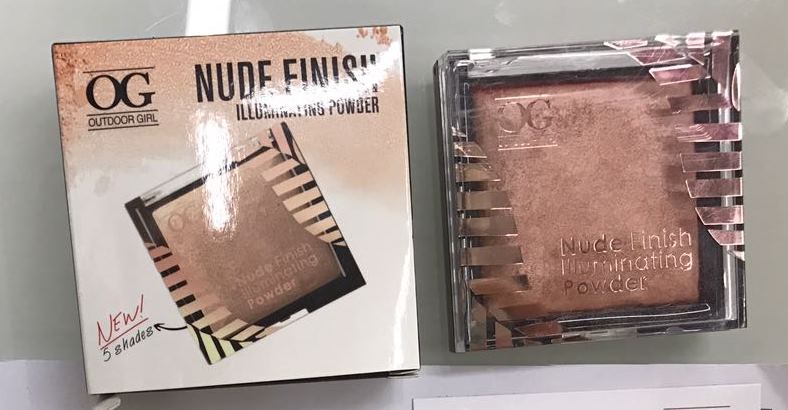 OG
OUTDOOR GIRL
NUDE FINISH
ILLUMINATING POWDER
OG
Nude Finish
Illuminating
Powder
NEW!
5 shades
OG
Nude Finish
Illuminating
Powder